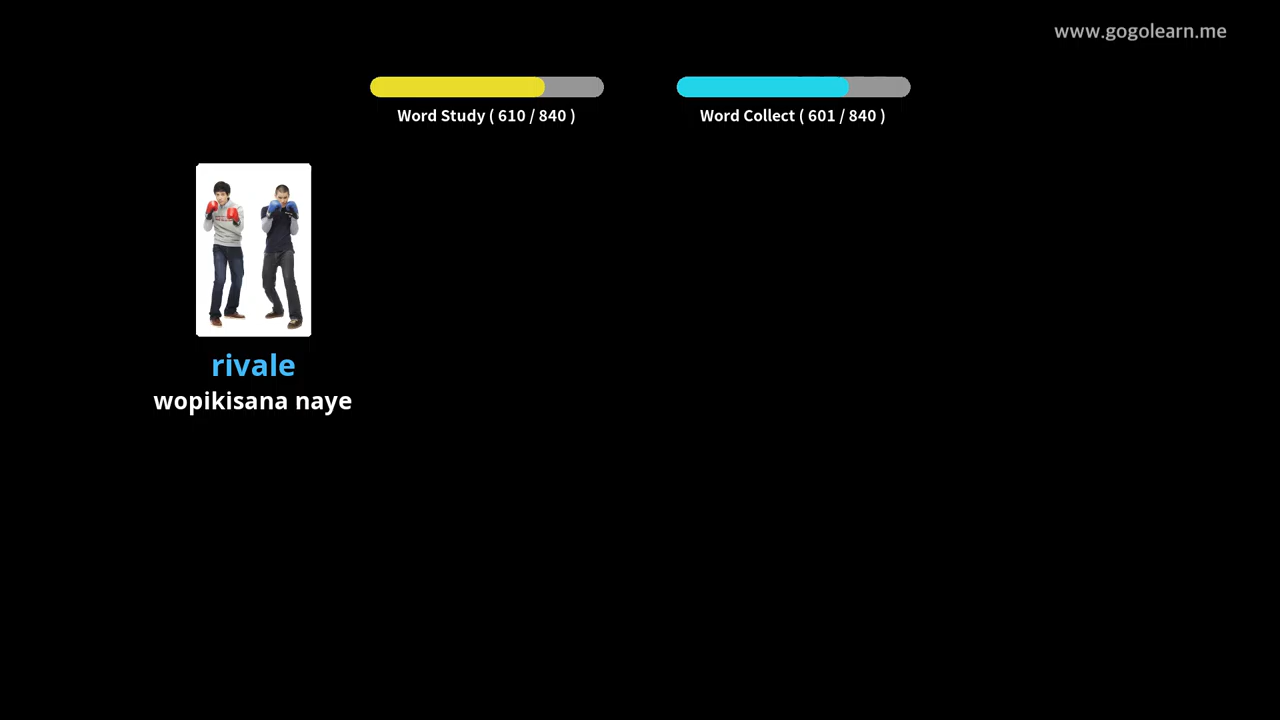 www.gogolearn.me
Word Study ( 610 / 840 )
Word Collect ( 601 / 840 )
rivale
wopikisana naye